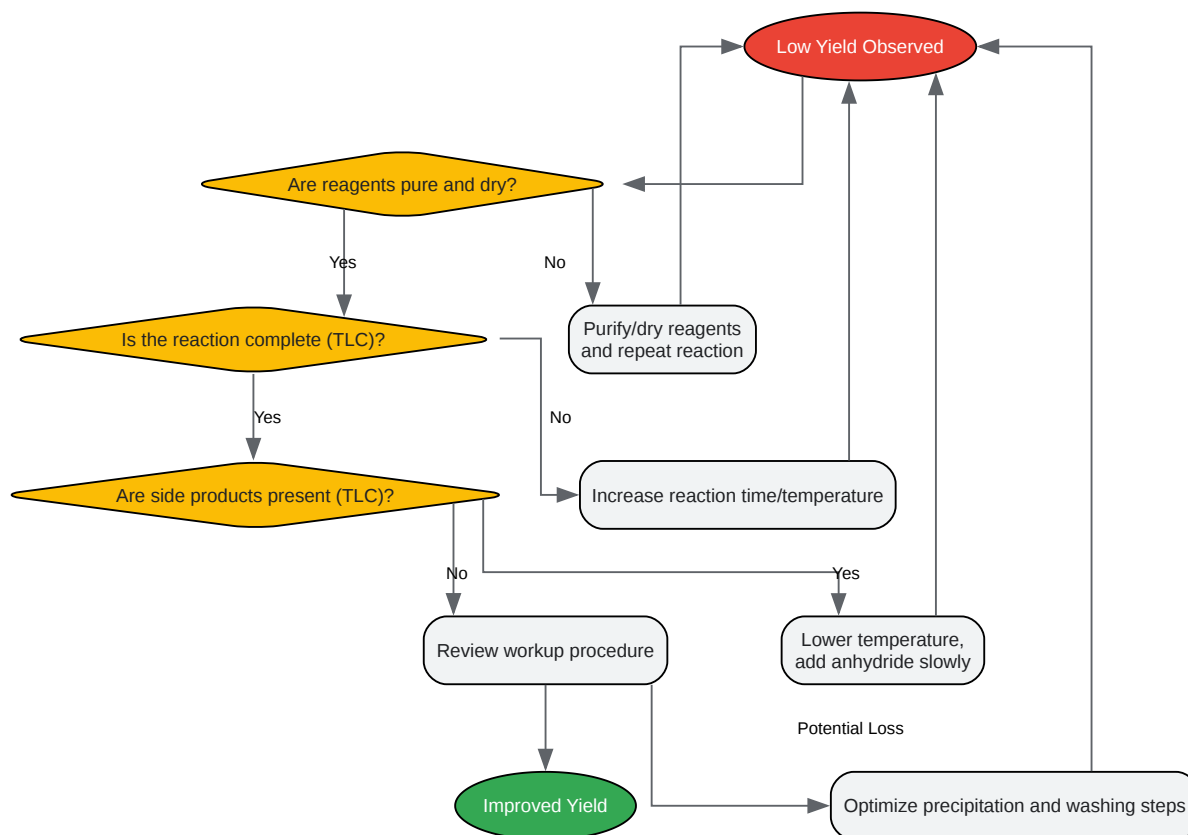 Low Yield Observed
Are reagents pure and dry?
Yes
No
Purify/dry reagents
and repeat reaction
Is the reaction complete (TLC)?
Yes
No
Are side products present (TLC)?
Increase reaction time/temperature
No
Yes
Review workup procedure
Lower temperature,
add anhydride slowly
Potential Loss
Improved Yield
Optimize precipitation and washing steps